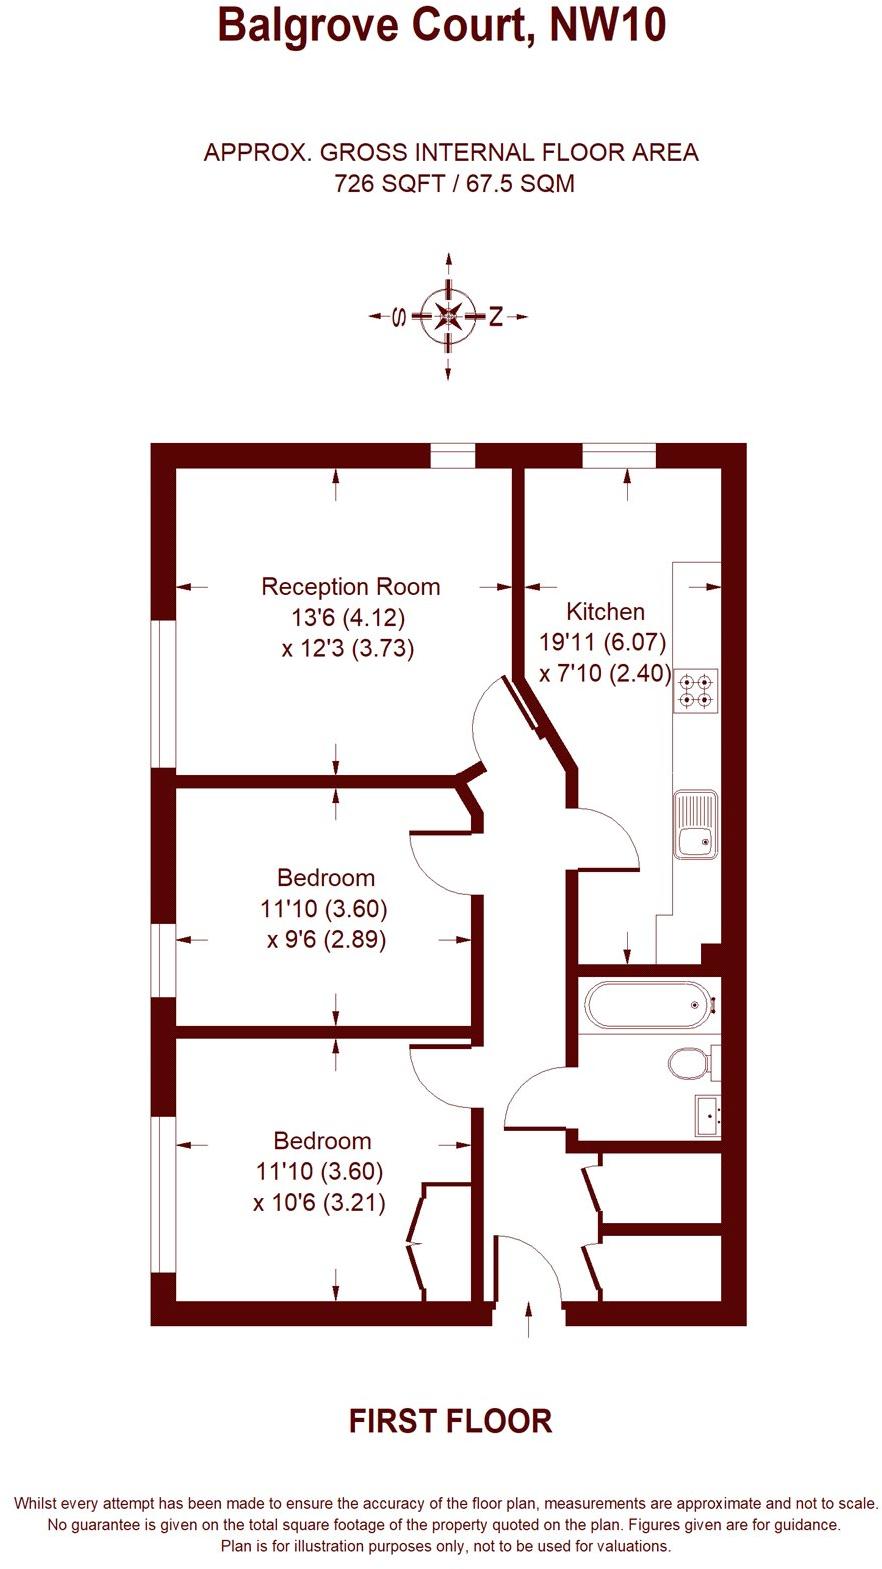 Balgrove Court, NW10
APPROX. GROSS INTERNAL FLOOR AREA
726 SQFT / 67.5 SQM
S N
Reception Room
13'6 (4.12)
x 12'3 (3.73)
Kitchen
19'11 (6.07)
x 7'10 (2.40)
Bedroom
11'10 (3.60)
x 9'6 (2.89)
Bedroom
11'10 (3.60)
x 10'6 (3.21)
FIRST FLOOR
Whilst every attempt has been made to ensure the accuracy of the floor plan, measurements are approximate and not to scale.
No guarantee is given on the total square footage of the property quoted on the plan. Figures given are for guidance.
Plan is for illustration purposes only, not to be used for valuations.